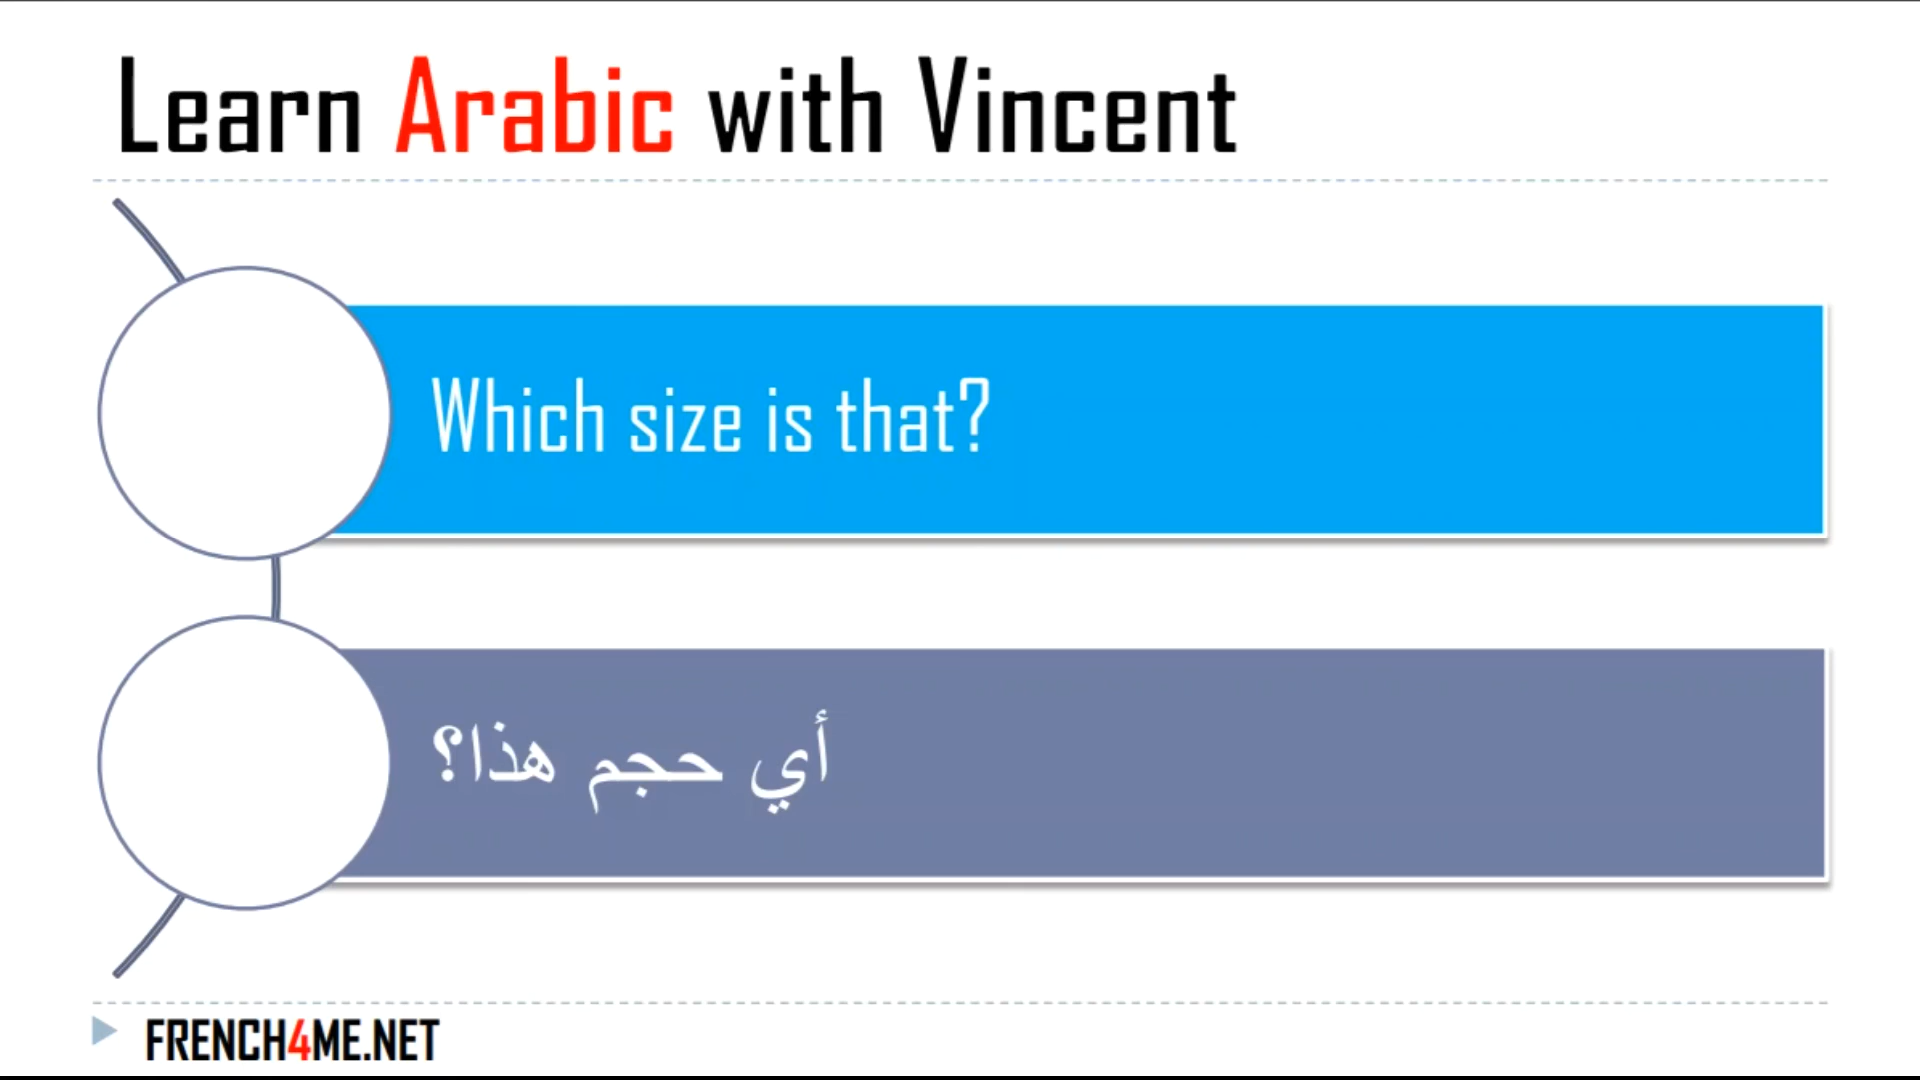 Learn Arabic with Vincent
Which size is that?
أي حجم هذا؟
FRENCH4ME.NET